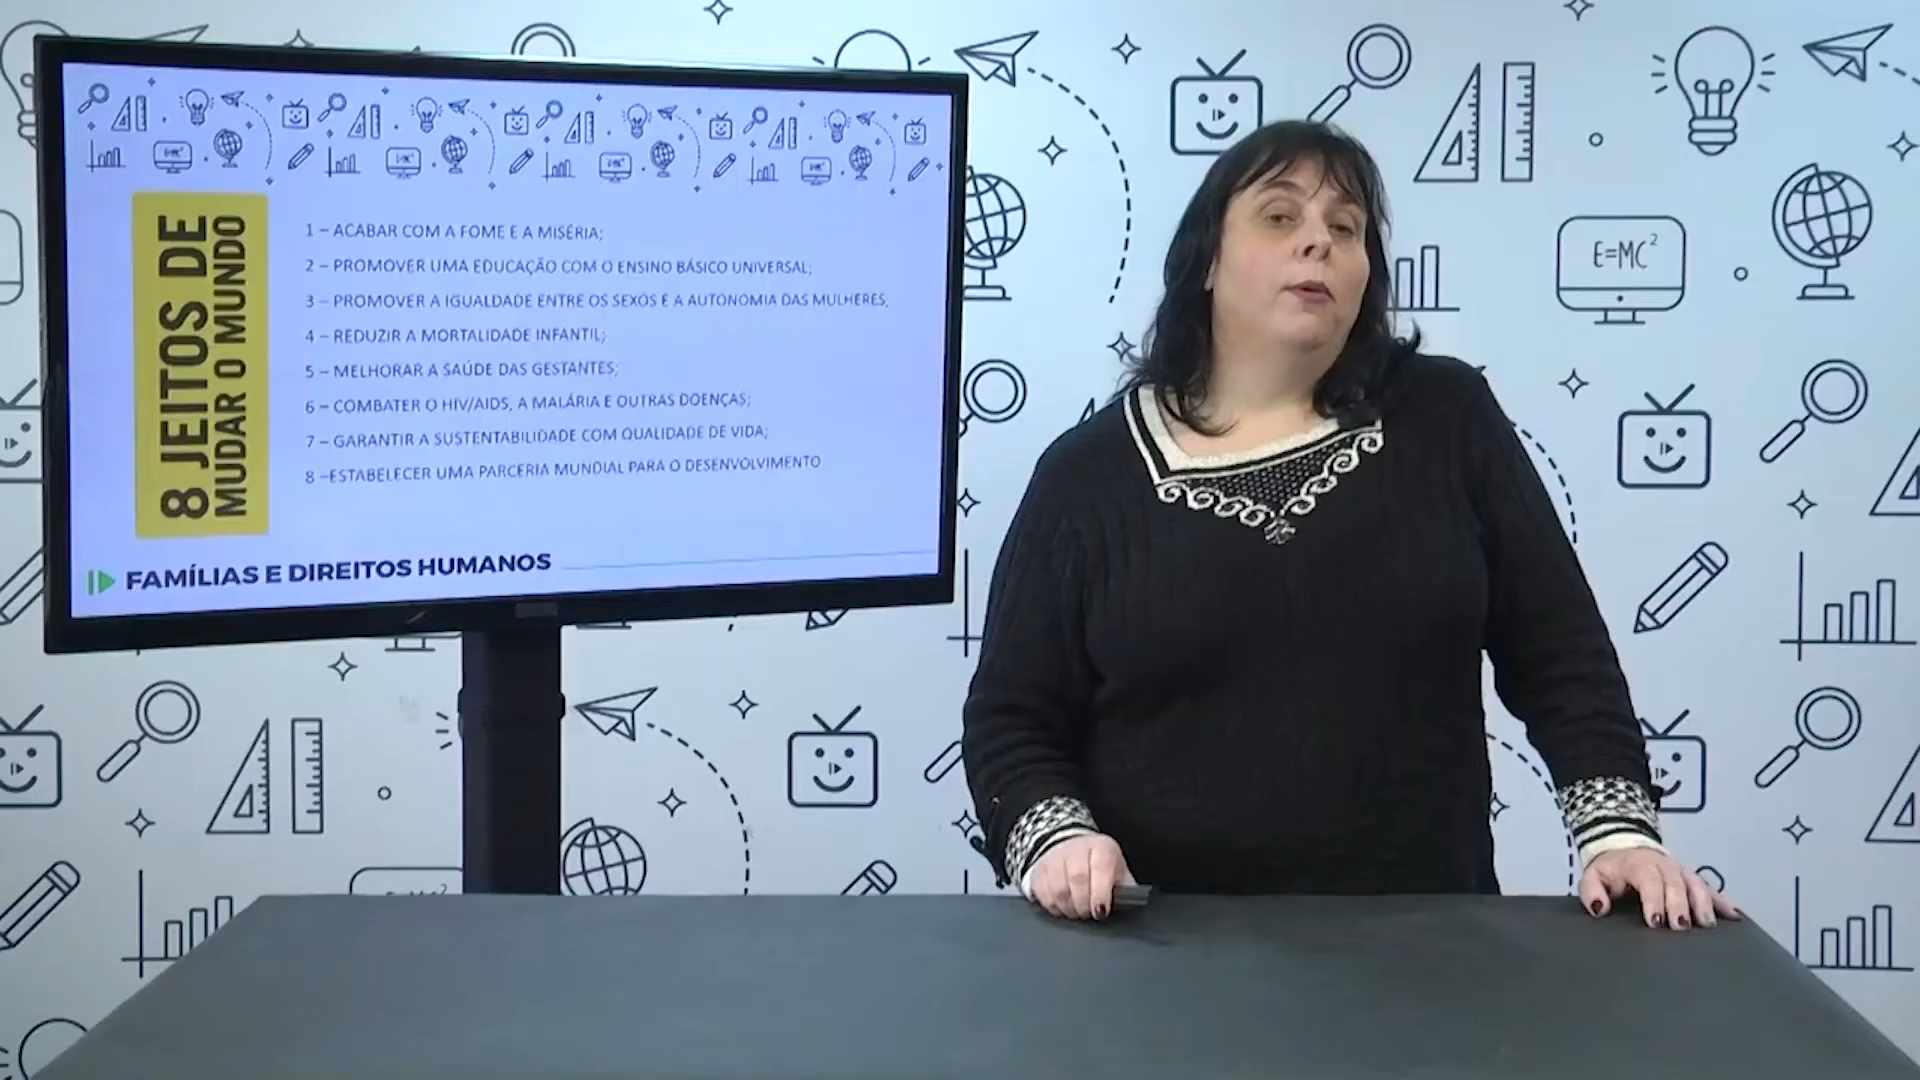 8 JEITOS DE
MUDAR O MUNDO
1 – ACABAR COM A FOME E A MISÉRIA;
2 – PROMOVER UMA EDUCAÇÃO COM O ENSINO BÁSICO UNIVERSAL;
3 – PROMOVER A IGUALDADE ENTRE OS SEXOS E A AUTONOMIA DAS MULHERES,
4 – REDUZIR A MORTALIDADE INFANTIL;
5 – MELHORAR A SAÚDE DAS GESTANTES;
6 – COMBATER O HIV/AIDS, A MALÁRIA E OUTRAS DOENÇAS;
7 – GARANTIR A SUSTENTABILIDADE COM QUALIDADE DE VIDA;
8 –ESTABELECER UMA PARCERIA MUNDIAL PARA O DESENVOLVIMENTO
FAMÍLIAS E DIREITOS HUMANOS
E=MC²